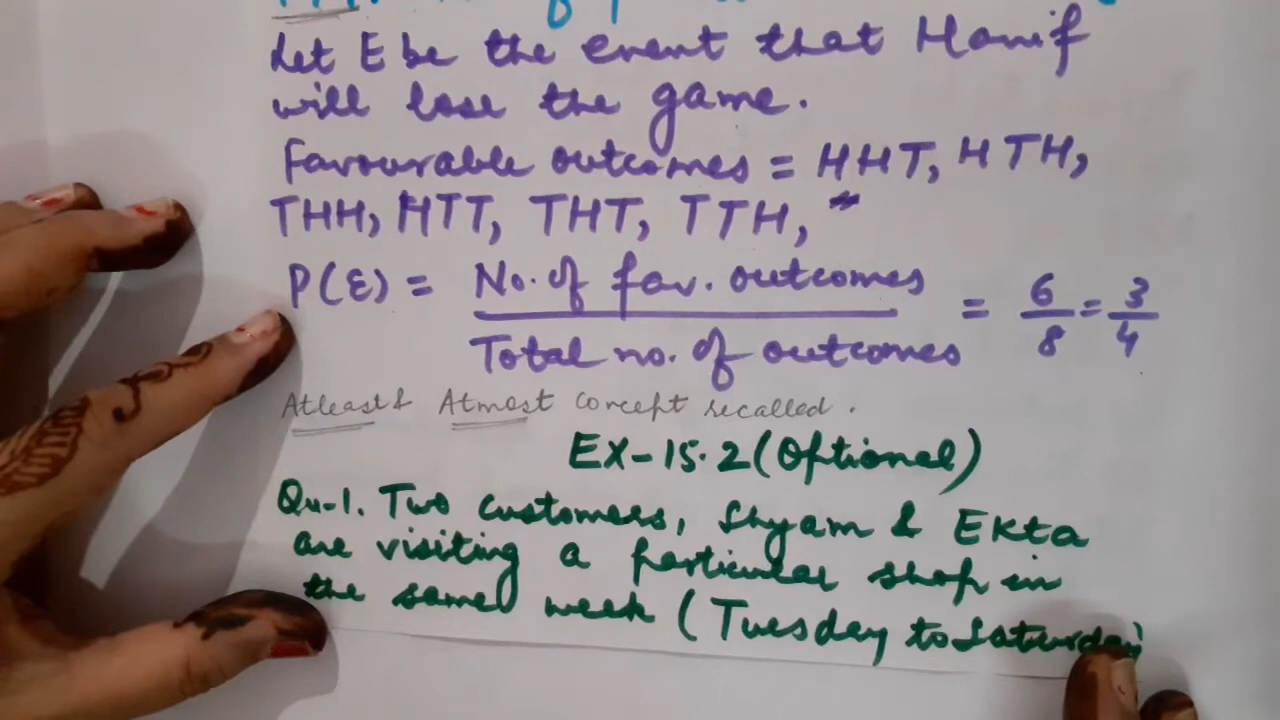 Let E be the event that Hanif
will lose the game.
Favourable outcomes = HHT, HTH,
THH, HTT, THT, TTH,
P(E) = No. of fav. outcomes / Total no. of outcomes = 6/8 = 3/4
Atleast & Atmost concept recalled.
EX-15.2 (Optional)
Qu-1. Two customers, Shyam & Ekta
are visiting a particular shop in
the same week (Tuesday to Saturday